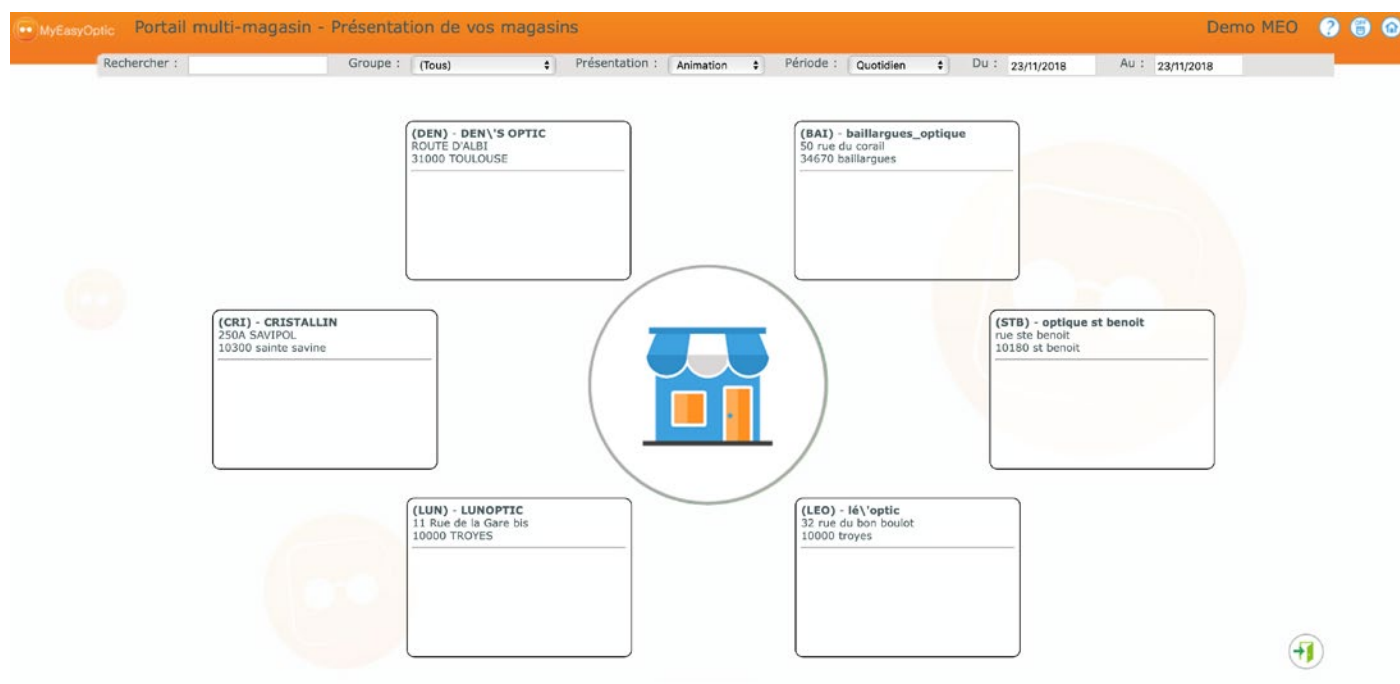 MyEasyOptic Portail multi-magasin - Présentation de vos magasins Demo MEO ? OFF
Rechercher : Groupe : (Tous) Présentation : Animation Période : Quotidien Du : 23/11/2018 Au : 23/11/2018
(DEN) - DEN\'S OPTIC
ROUTE D'ALBI
31000 TOULOUSE
(BAI) - baillargues_optique
50 rue du corail
34670 baillargues
(CRI) - CRISTALLIN
250A SAVIPOL
10300 sainte savine
(STB) - optique st benoit
rue ste benoit
10180 st benoit
(LUN) - LUNOPTIC
11 Rue de la Gare bis
10000 TROYES
(LEO) - lé\'optic
32 rue du bon boulot
10000 troyes